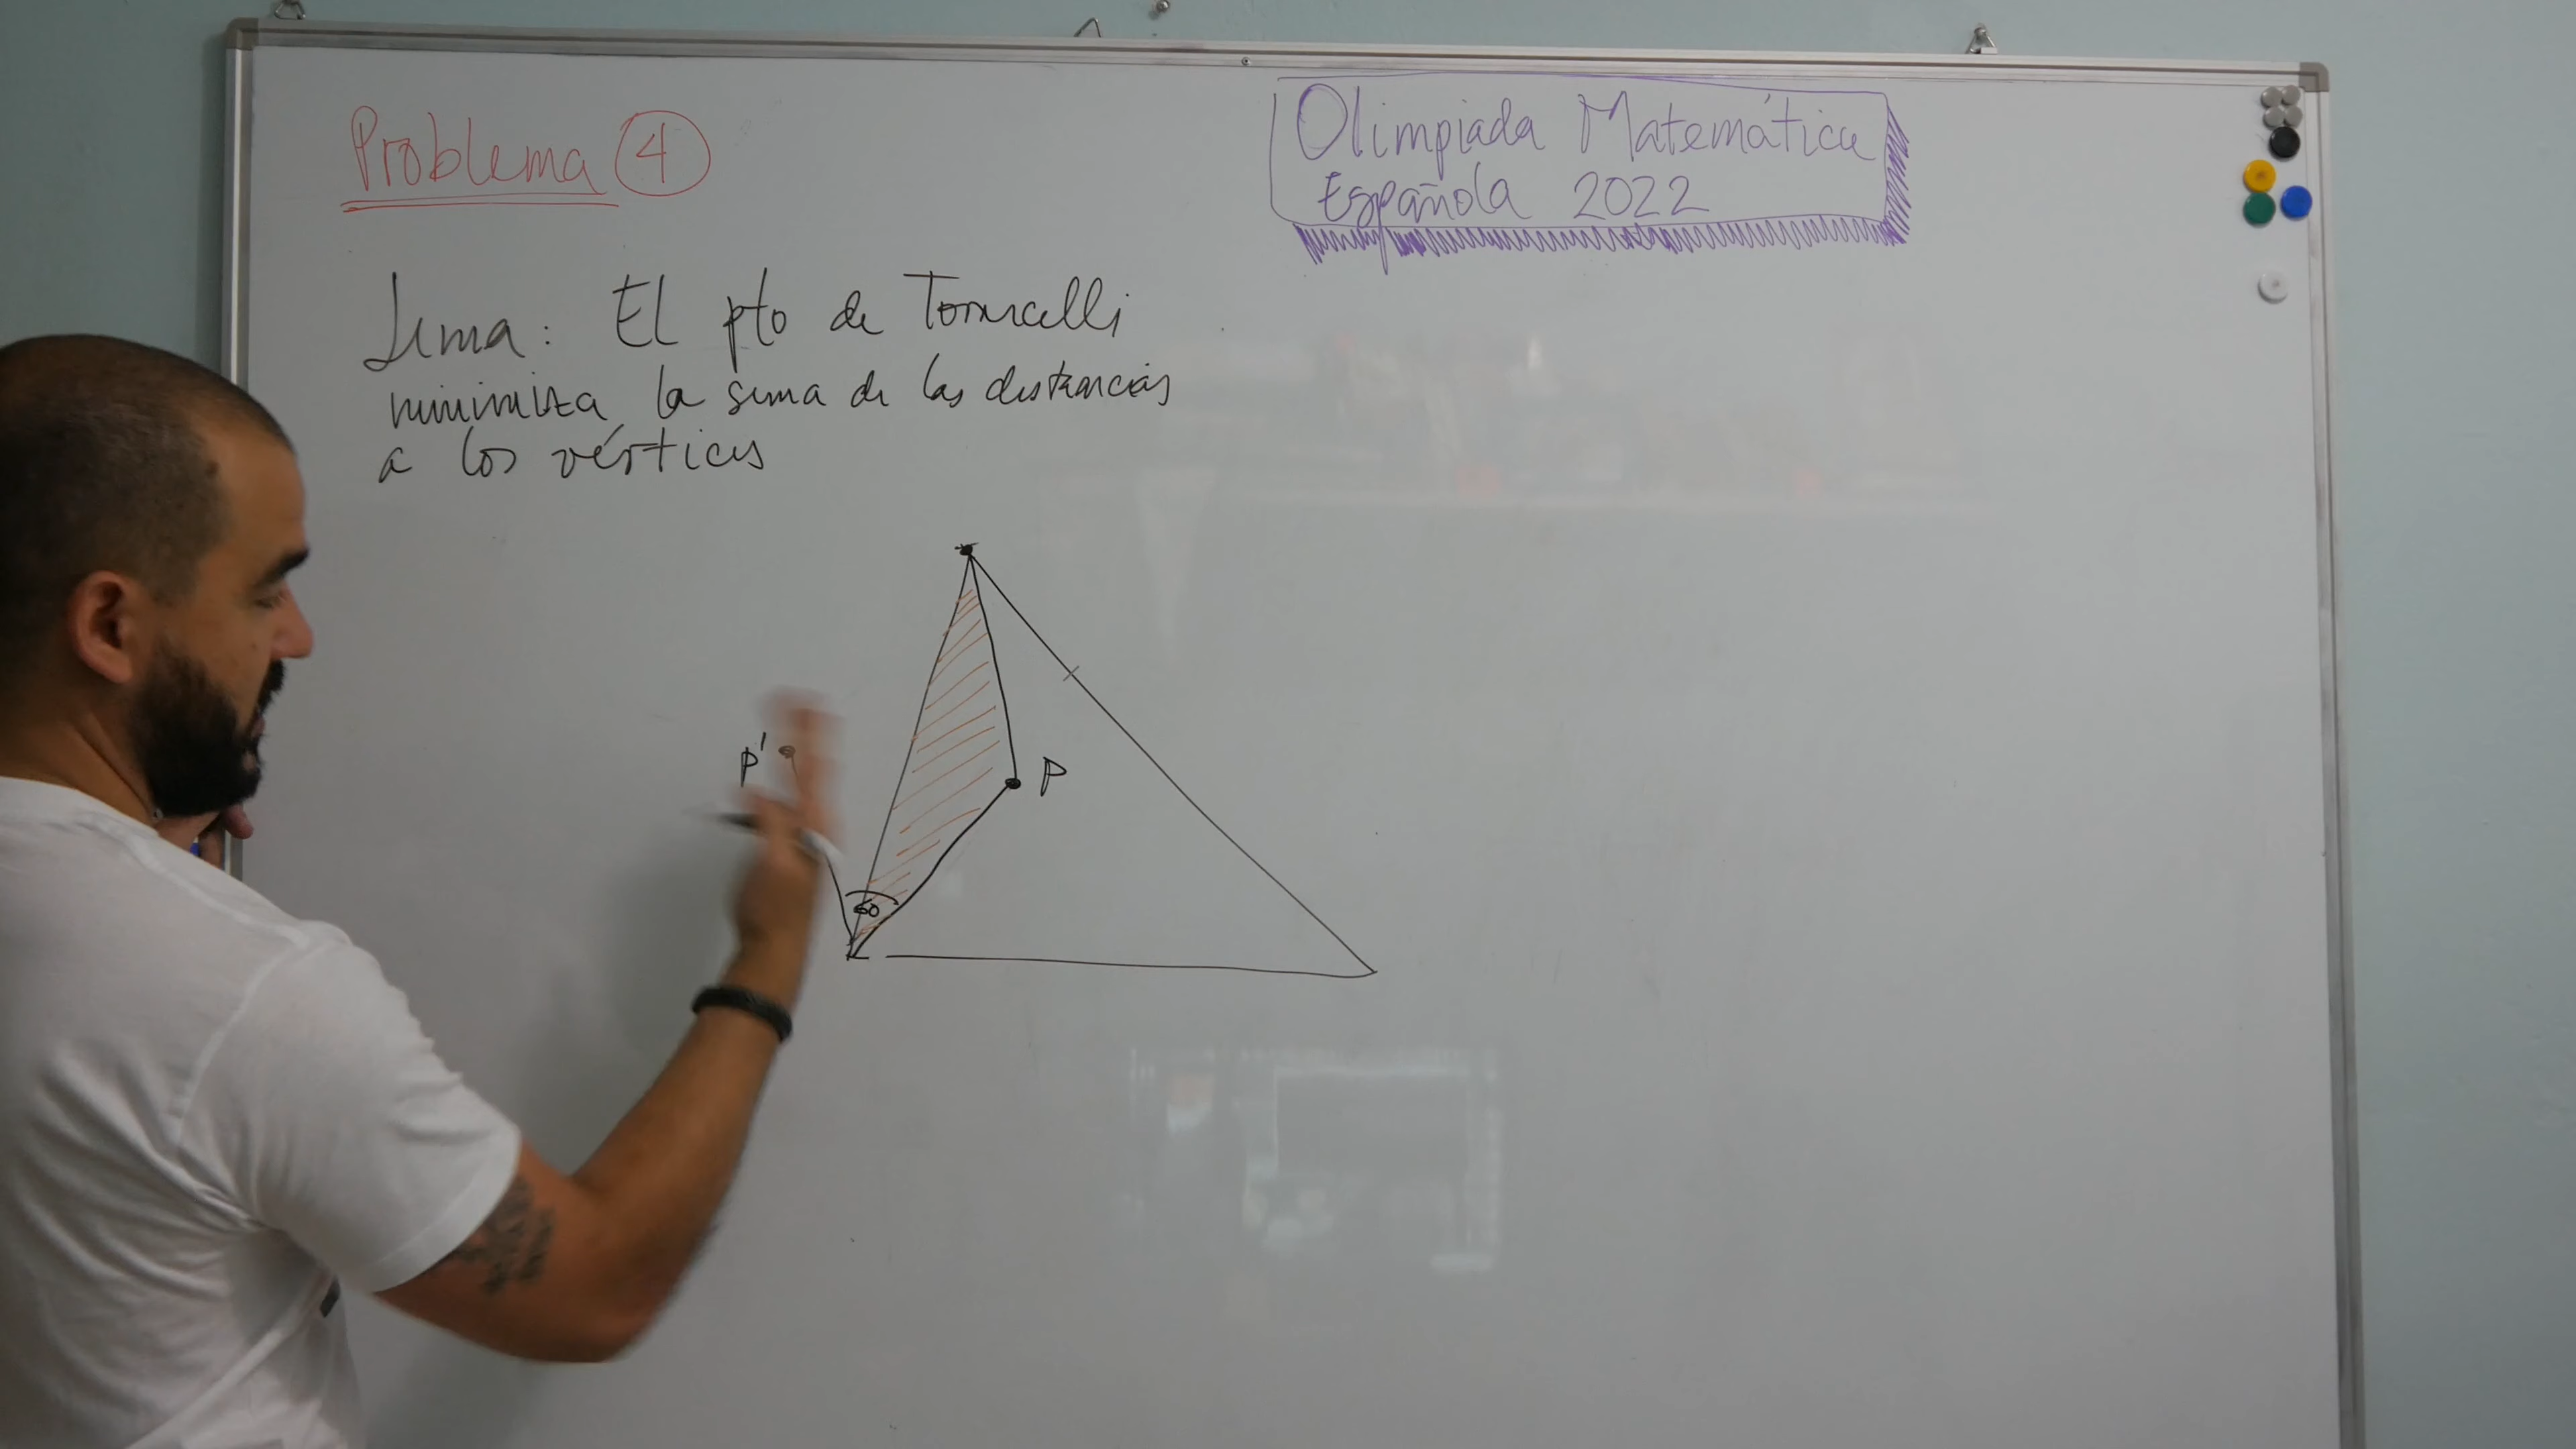 Problema 4
Olimpiada Matemática
Española 2022
Lema: El pto de Torricelli
minimiza la suma de las distancias
a los vértices
P'
P
60